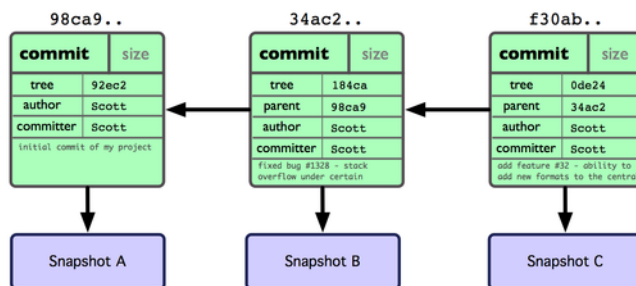 98ca9..
34ac2..
f30ab..
commit size
tree 92ec2
author Scott
committer Scott
initial commit of my project
commit size
tree 184ca
parent 98ca9
author Scott
committer Scott
fixed bug #1328 - stack
overflow under certain
commit size
tree 0de24
parent 34ac2
author Scott
committer Scott
add feature #32 - ability to
add new formats to the centra
Snapshot A
Snapshot B
Snapshot C